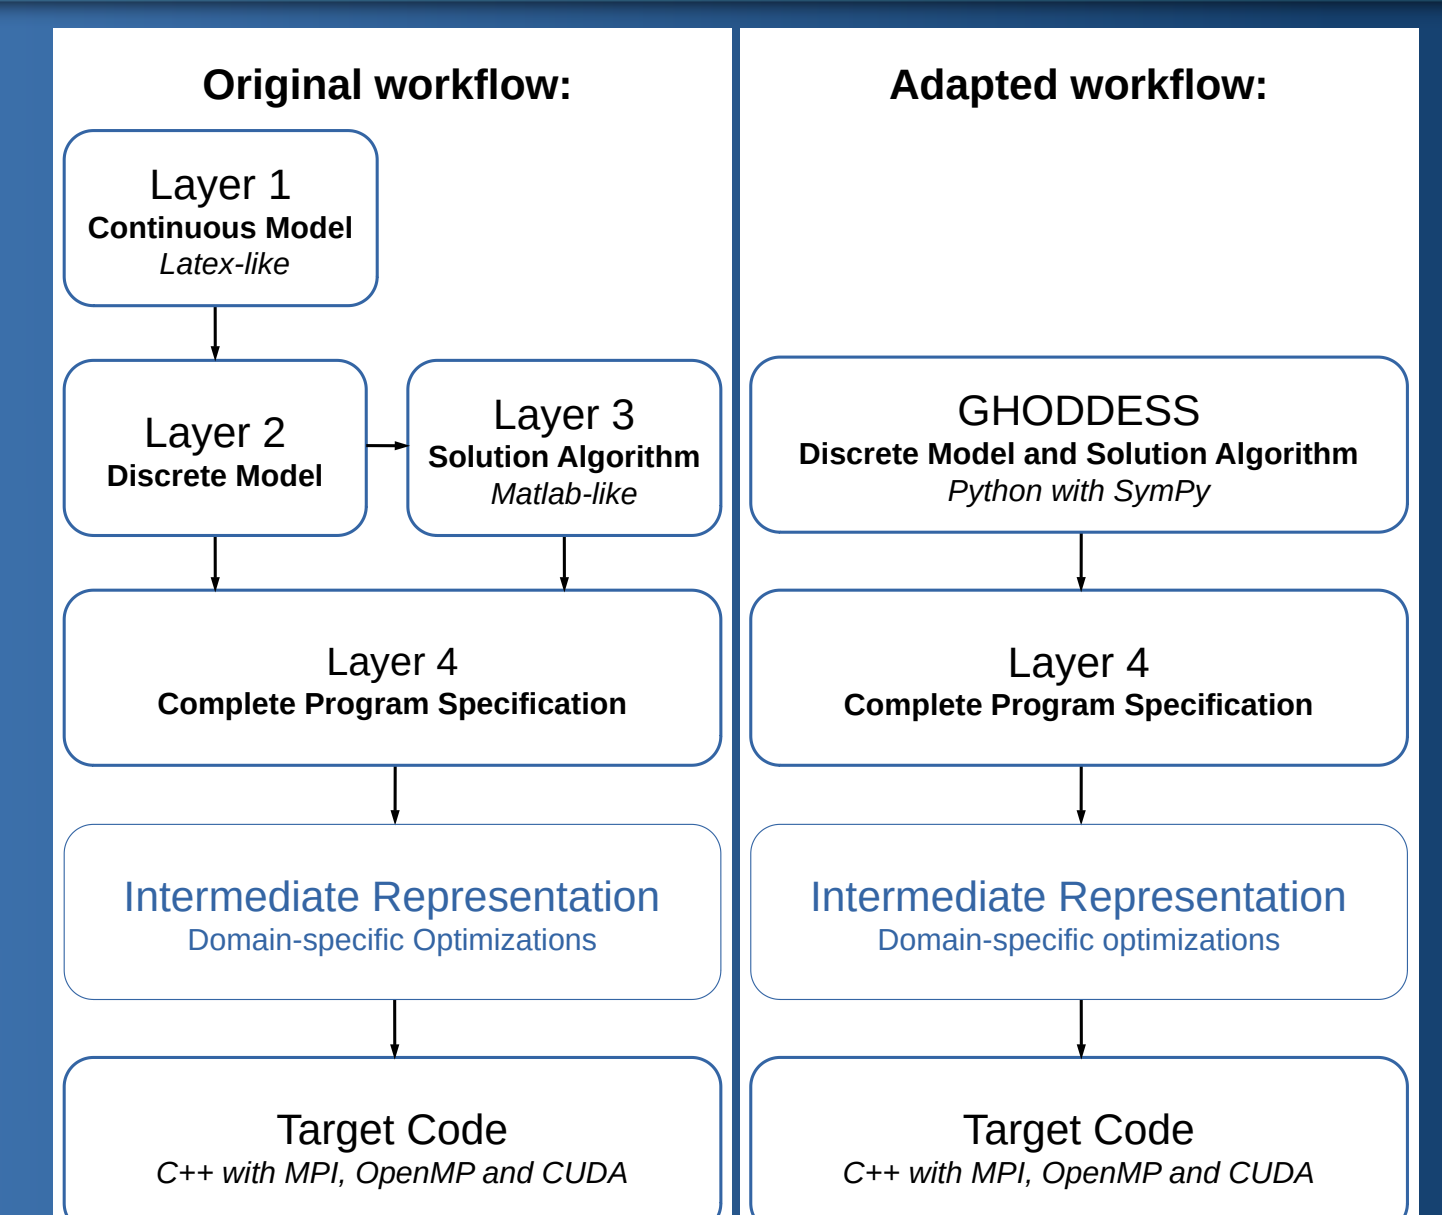 Original workflow:
Layer 1
Continuous Model
Latex-like
Layer 2
Discrete Model
Layer 3
Solution Algorithm
Matlab-like
Layer 4
Complete Program Specification
Intermediate Representation
Domain-specific Optimizations
Target Code
C++ with MPI, OpenMP and CUDA
Adapted workflow:
GHODDESS
Discrete Model and Solution Algorithm
Python with SymPy
Layer 4
Complete Program Specification
Intermediate Representation
Domain-specific optimizations
Target Code
C++ with MPI, OpenMP and CUDA